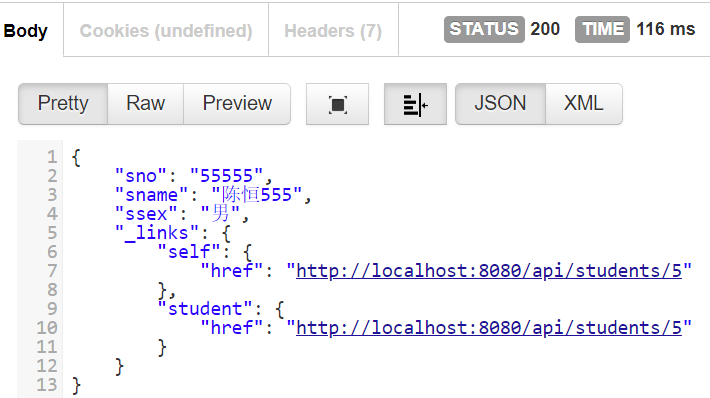 Body Cookies (undefined) Headers (7) STATUS 200 TIME 116 ms
Pretty Raw Preview JSON XML
1 {
2 "sno": "55555",
3 "sname": "陈恒555",
4 "ssex": "男",
5 "_links": {
6 "self": {
7 "href": "http://localhost:8080/api/students/5"
8 },
9 "student": {
10 "href": "http://localhost:8080/api/students/5"
11 }
12 }
13 }